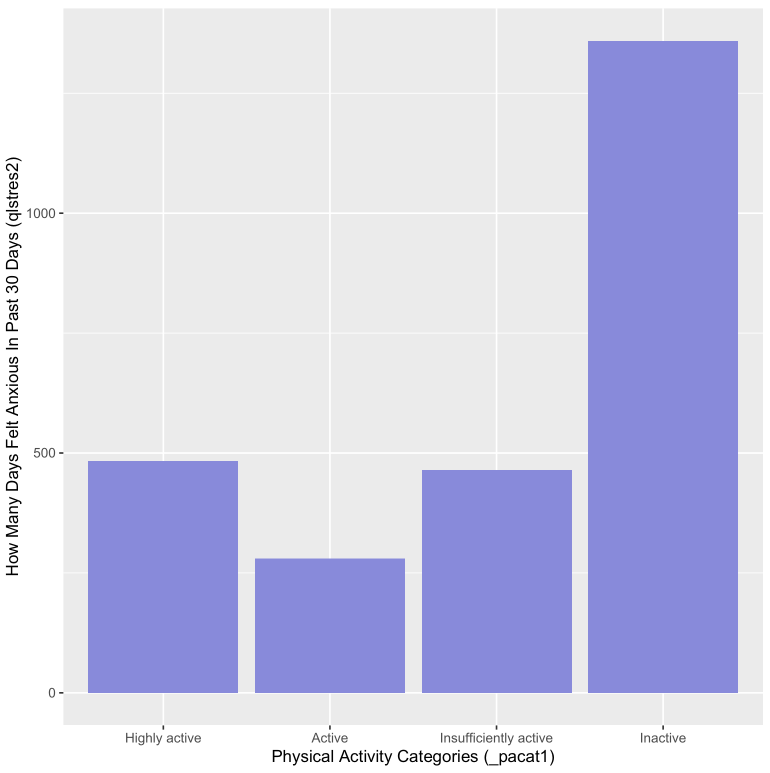 How Many Days Felt Anxious In Past 30 Days (qlstres2)
1000
500
0
Highly active
Active
Insufficiently active
Inactive
Physical Activity Categories (_pacat1)